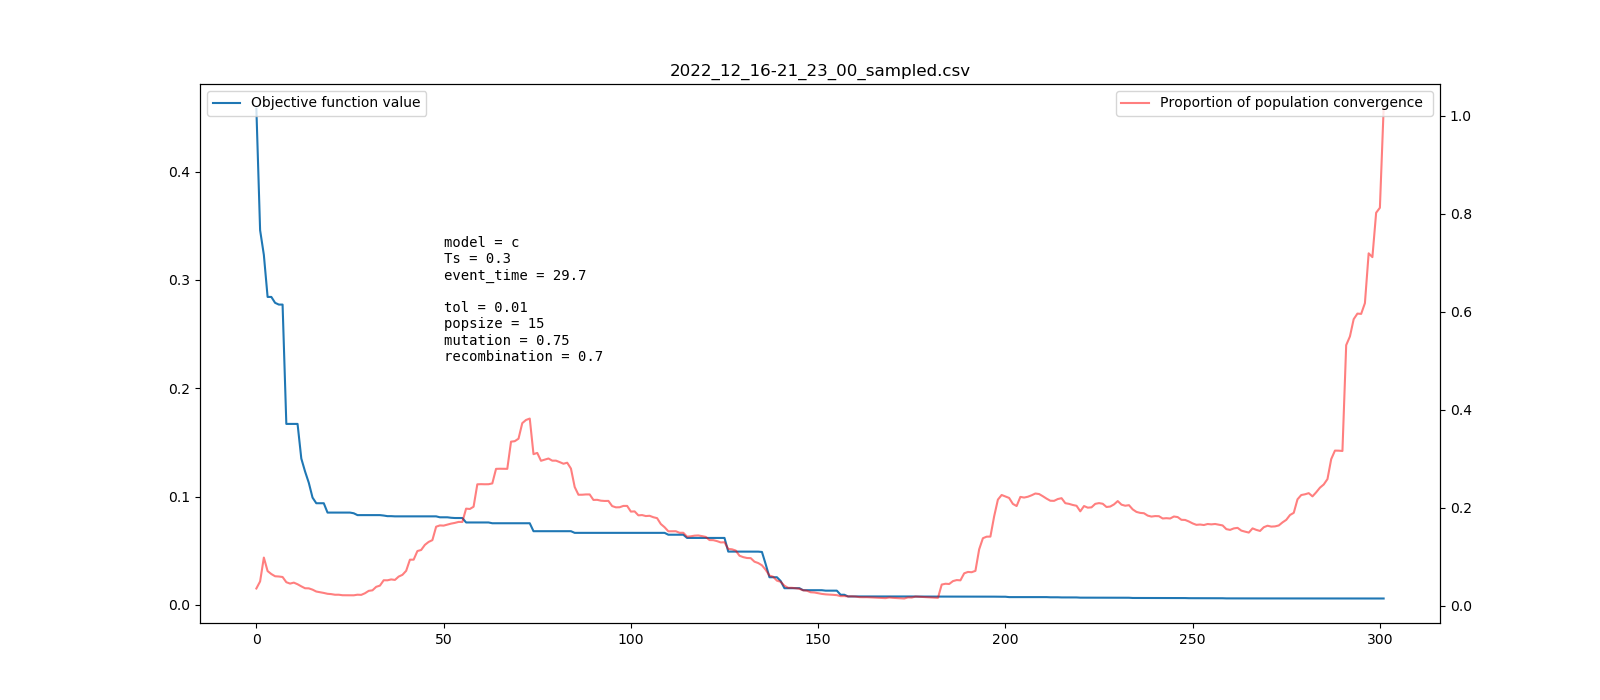 2022_12_16-21_23_00_sampled.csv
Objective function value
Proportion of population convergence
model = c
Ts = 0.3
event_time = 29.7
tol = 0.01
popsize = 15
mutation = 0.75
recombination = 0.7
0.4
0.3
0.2
0.1
0.0
1.0
0.8
0.6
0.4
0.2
0.0
0 50 100 150 200 250 300